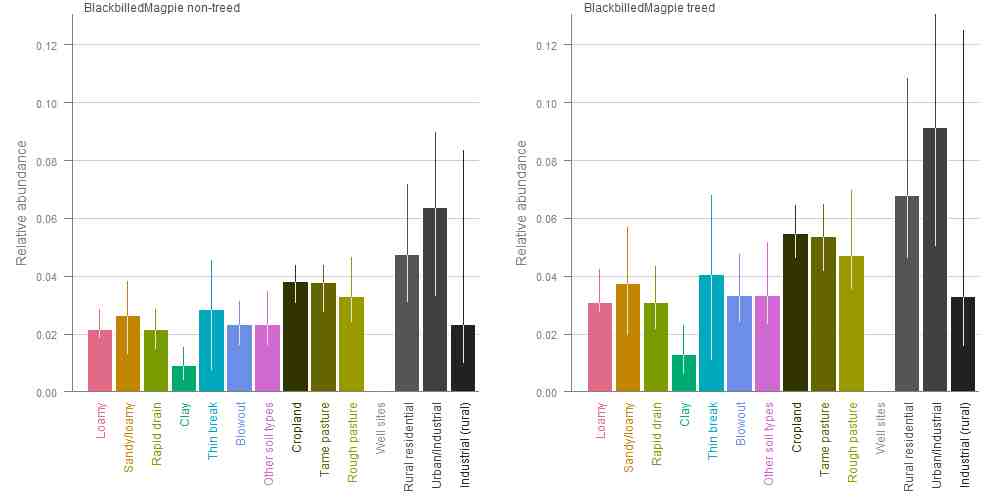 BlackbilledMagpie non-treed
Relative abundance
0.12
0.10
0.08
0.06
0.04
0.02
0.00
Loamy
Sandy/loamy
Rapid drain
Clay
Thin break
Blowout
Other soil types
Cropland
Tame pasture
Rough pasture
Well sites
Rural residential
Urban/Industrial
Industrial (rural)
BlackbilledMagpie treed
Relative abundance
0.12
0.10
0.08
0.06
0.04
0.02
0.00
Loamy
Sandy/loamy
Rapid drain
Clay
Thin break
Blowout
Other soil types
Cropland
Tame pasture
Rough pasture
Well sites
Rural residential
Urban/Industrial
Industrial (rural)